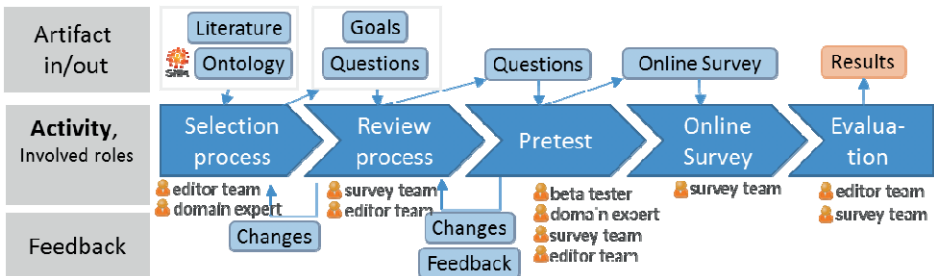 Artifact
in/out
Literature
Ontology
Goals
Questions
Questions
Online Survey
Results
Activity,
Involved roles
Selection
process
Review
process
Pretest
Online
Survey
Evalua-
tion
editor team
domain expert
survey team
editor team
beta tester
domain expert
survey team
editor team
survey team
editor team
survey team
Feedback
Changes
Changes
Feedback